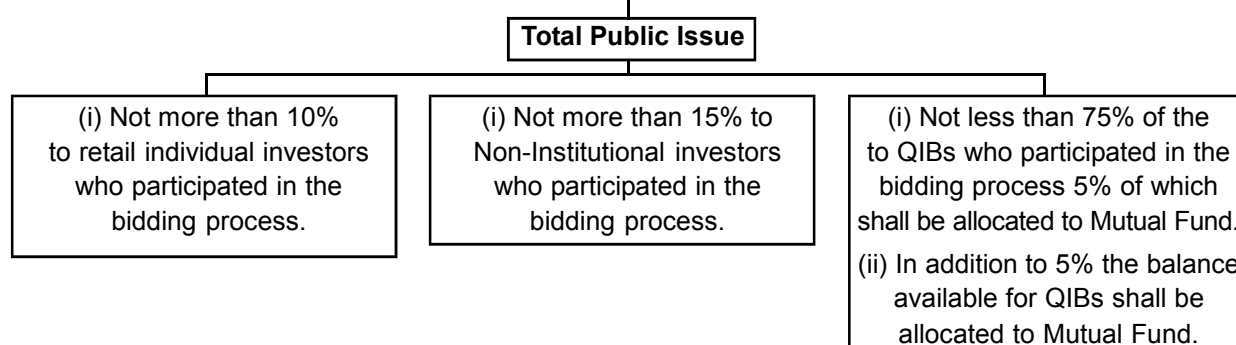 Total Public Issue
(i) Not more than 10%
to retail individual investors
who participated in the
bidding process.
(i) Not more than 15% to
Non-Institutional investors
who participated in the
bidding process.
(i) Not less than 75% of the
to QIBs who participated in the
bidding process 5% of which
shall be allocated to Mutual Fund.
(ii) In addition to 5% the balance
available for QIBs shall be
allocated to Mutual Fund.